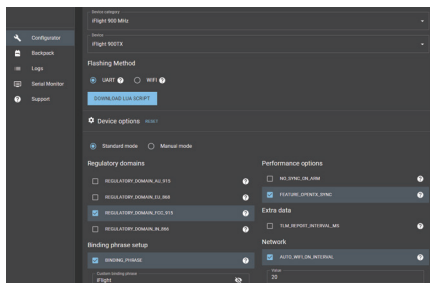 Device category
iFlight 900 MHz
Device
iFlight 900TX
Configurator
Backpack
Logs
Serial Monitor
Support
Flashing Method
UART
WIFI
DOWNLOAD LUA SCRIPT
Device options RESET
Standard mode
Manual mode
Regulatory domains
REGULATORY_DOMAIN_AU_915
REGULATORY_DOMAIN_EU_868
REGULATORY_DOMAIN_FCC_915
REGULATORY_DOMAIN_IN_866
Binding phrase setup
BINDING_PHRASE
Custom binding phrase
iFlight
Performance options
NO_SYNC_ON_ARM
FEATURE_OPENTX_SYNC
Extra data
TLM_REPORT_INTERVAL_MS
Network
AUTO_WIFI_ON_INTERVAL
Value
20